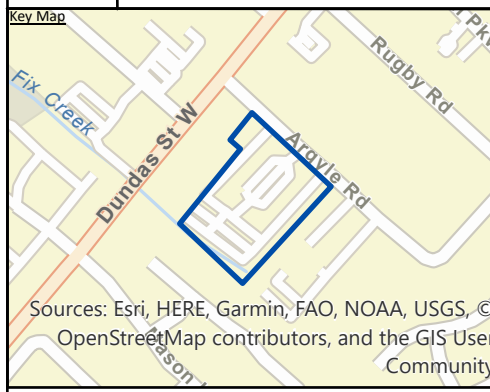 Key Map
Rugby Rd
Fix Creek
Dundas St W
Argyle Rd
Sources: Esri, HERE, Garmin, FAO, NOAA, USGS, ©
OpenStreetMap contributors, and the GIS User
Community